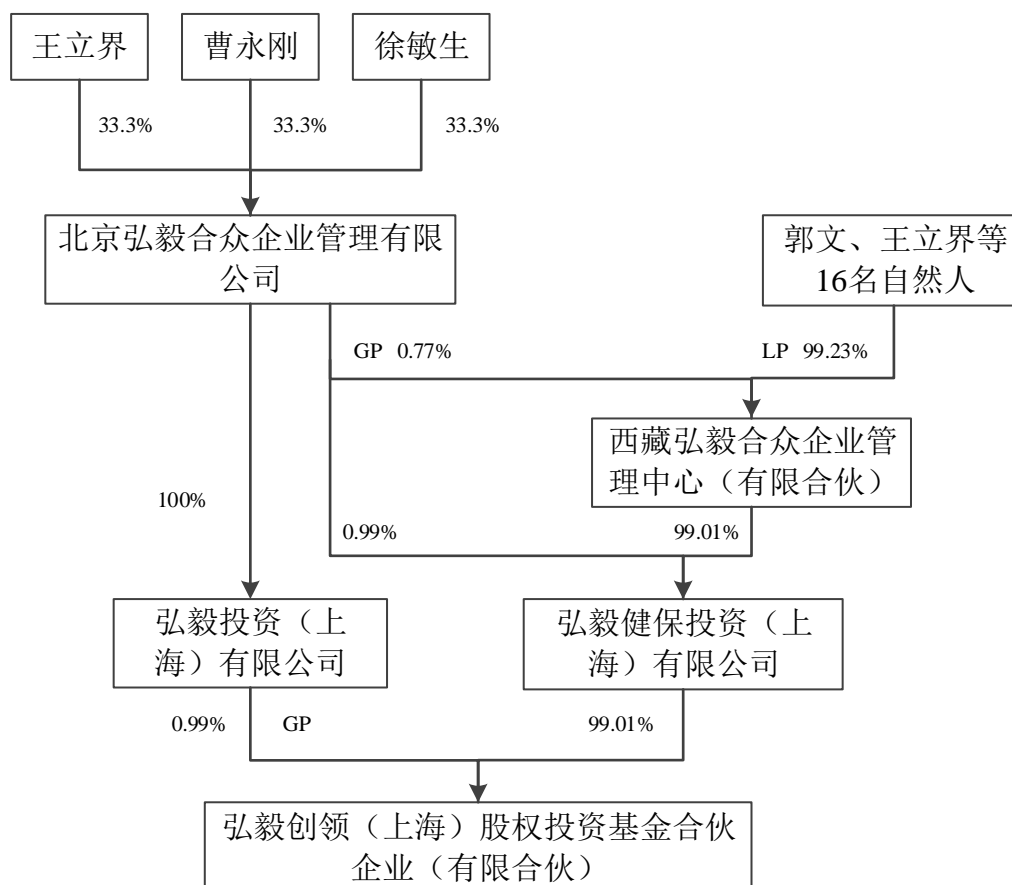 王立界
曹永刚
徐敏生
33.3%
33.3%
33.3%
北京弘毅合众企业管理有限
公司
郭文、王立界等
16名自然人
GP 0.77%
LP 99.23%
西藏弘毅合众企业管
理中心（有限合伙）
100%
0.99%
99.01%
弘毅投资（上
海）有限公司
弘毅健保投资（上
海）有限公司
0.99%
GP
99.01%
弘毅创领（上海）股权投资基金合伙
企业（有限合伙）